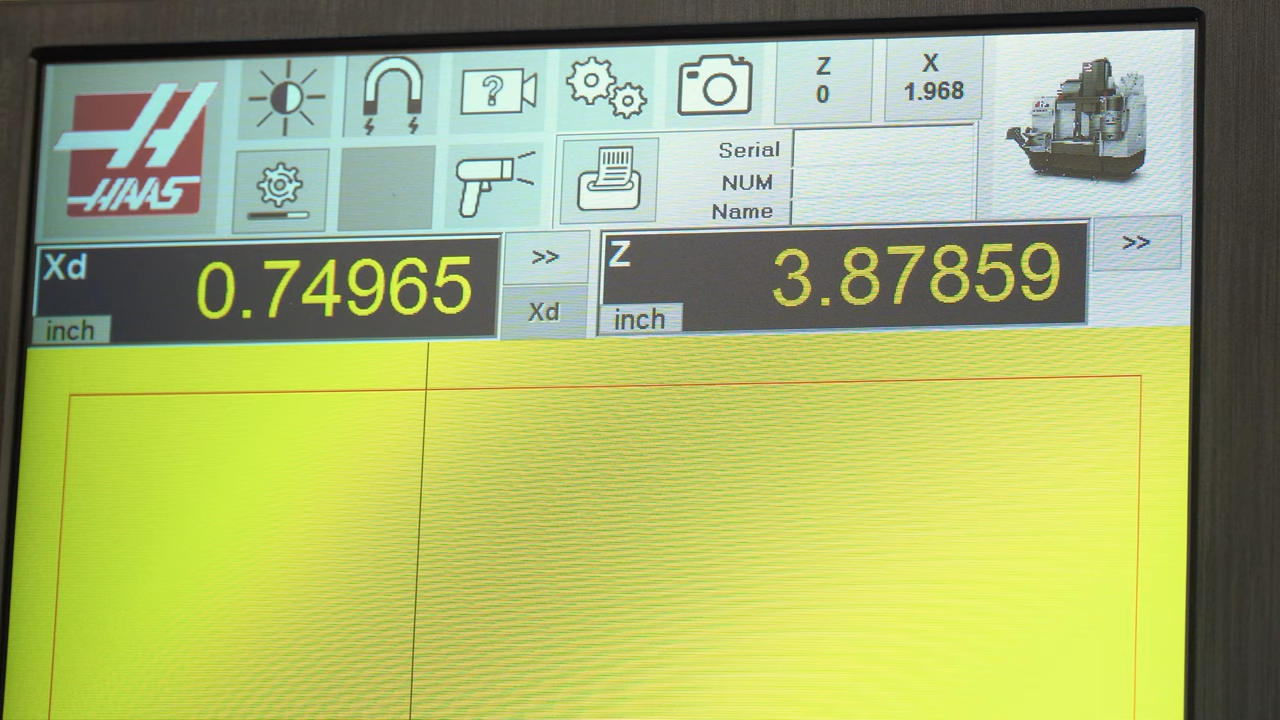 Z
0
X
1.968
HAAS
?
Serial
NUM
Name
Xd
0.74965
inch
>>
Xd
Z
3.87859
inch
>>